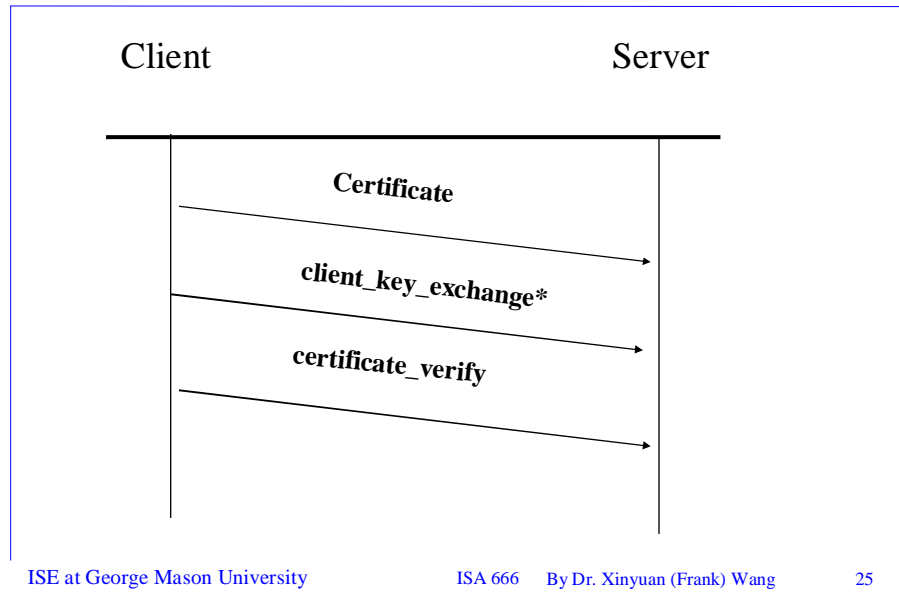 Client Server
Certificate
client_key_exchange*
certificate_verify
ISE at George Mason University ISA 666 By Dr. Xinyuan (Frank) Wang 25